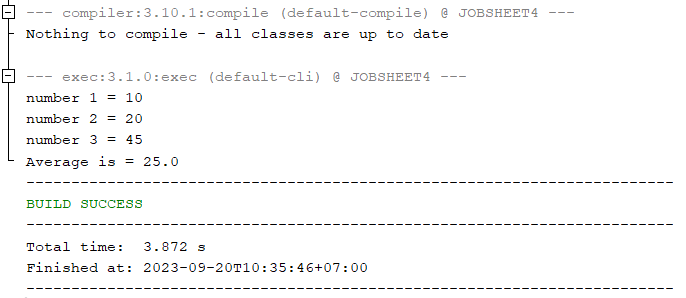 --- compiler:3.10.1:compile (default-compile) @ JOBSHEET4 ---
Nothing to compile - all classes are up to date
--- exec:3.1.0:exec (default-cli) @ JOBSHEET4 ---
number 1 = 10
number 2 = 20
number 3 = 45
Average is = 25.0
------------------------------------------------------------------------
BUILD SUCCESS
------------------------------------------------------------------------
Total time:  3.872 s
Finished at: 2023-09-20T10:35:46+07:00
------------------------------------------------------------------------